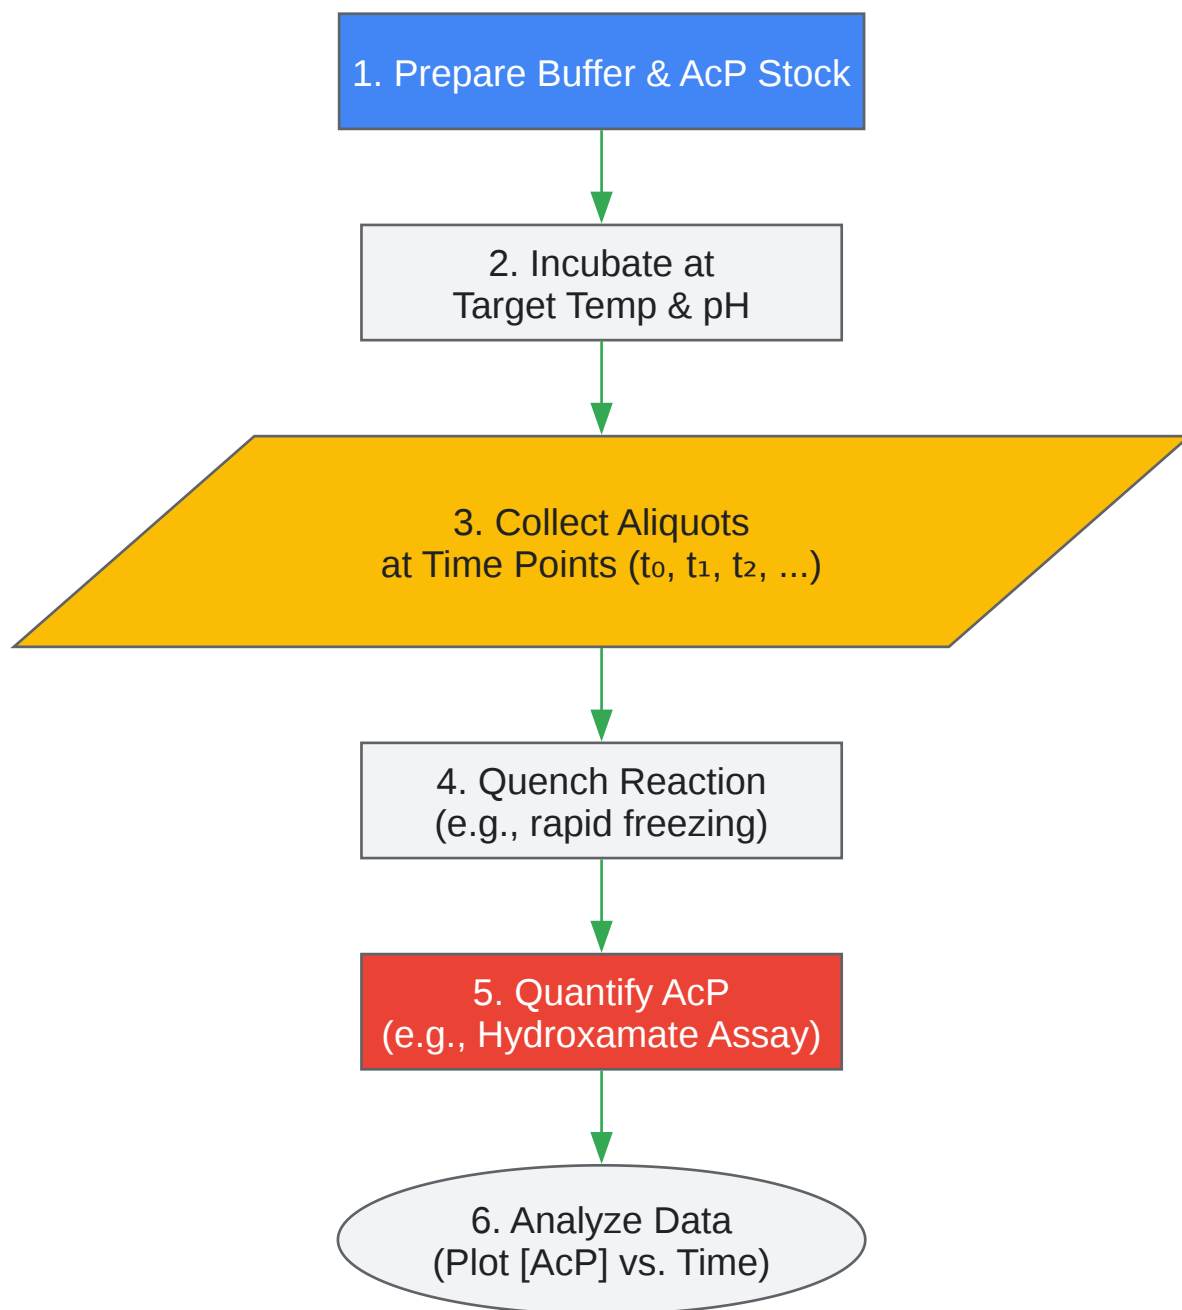 1. Prepare Buffer & AcP Stock
2. Incubate at
Target Temp & pH
3. Collect Aliquots
at Time Points (t₀, t₁, t₂, ...)
4. Quench Reaction
(e.g., rapid freezing)
5. Quantify AcP
(e.g., Hydroxamate Assay)
6. Analyze Data
(Plot [AcP] vs. Time)